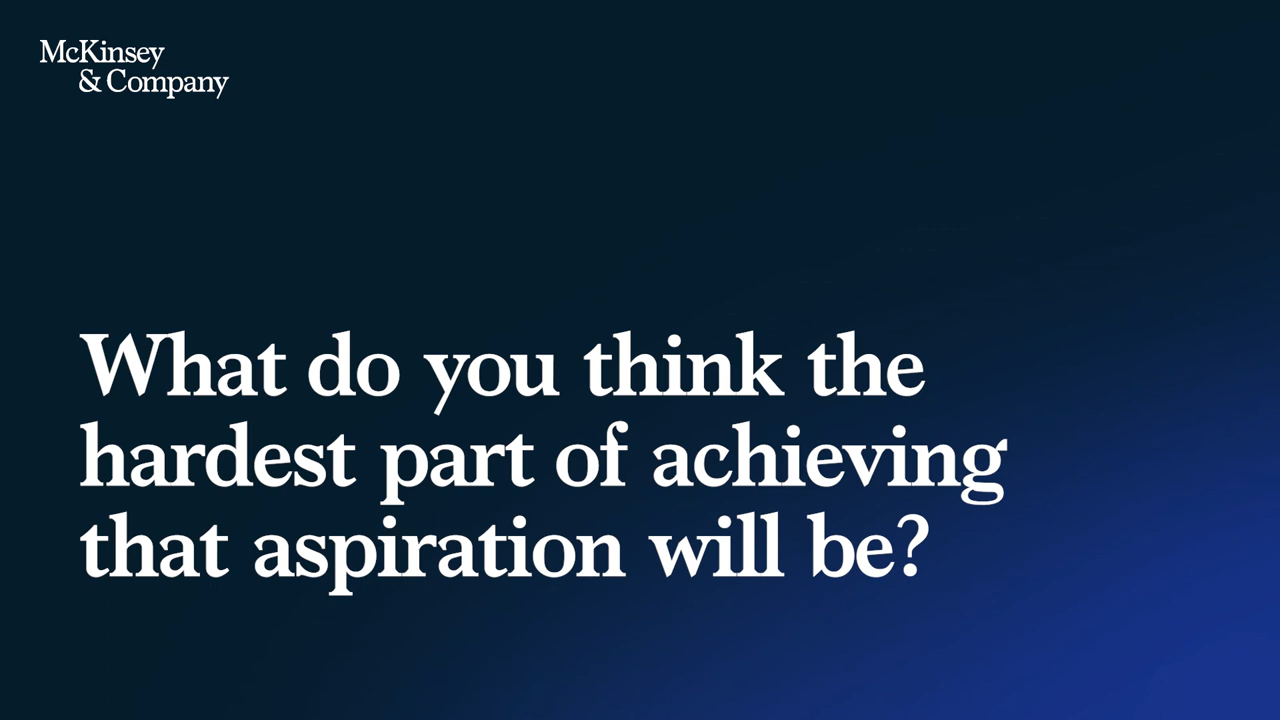 McKinsey
& Company
What do you think the
hardest part of achieving
that aspiration will be?